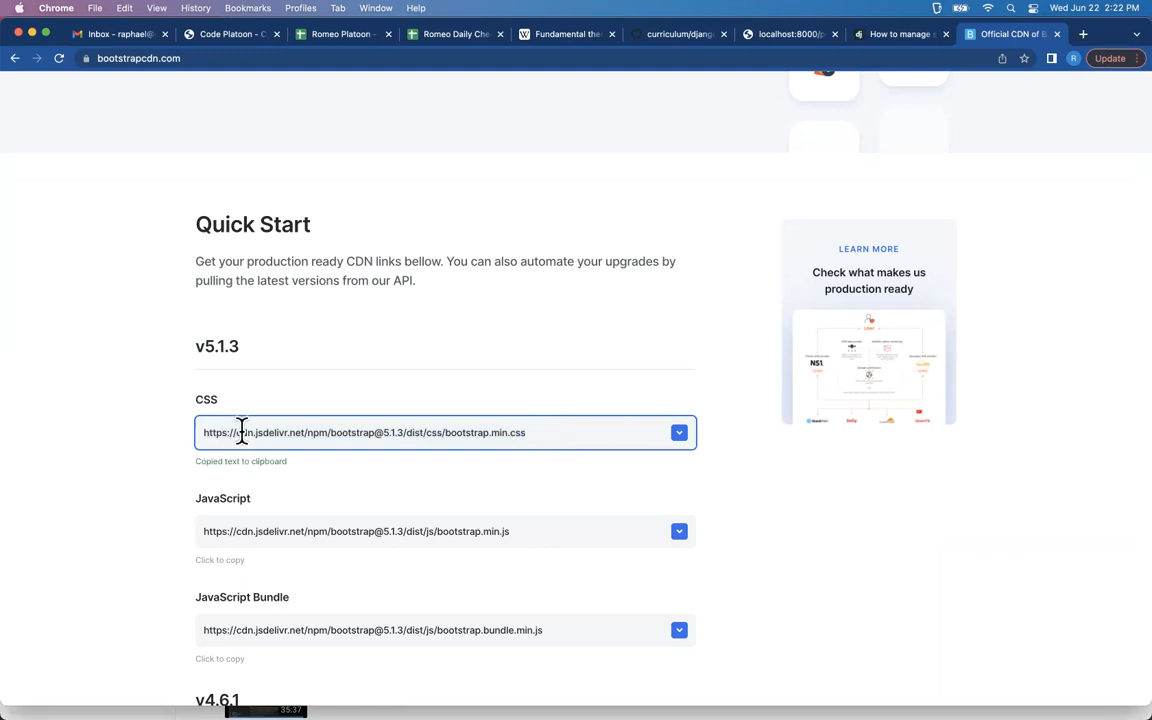 Chrome File Edit View History Bookmarks Profiles Tab Window Help Wed Jun 22 2:22 PM
Inbox - raphael@ Code Platoon - C Romeo Platoon - Romeo Daily Che Fundamental the curriculum/djang localhost:8000/p How to manage s Official CDN of B
bootstrapcdn.com R Update
Quick Start
Get your production ready CDN links bellow. You can also automate your upgrades by
pulling the latest versions from our API.
LEARN MORE
Check what makes us
production ready
User
NS1.
v5.1.3
CSS
https://cdn.jsdelivr.net/npm/bootstrap@5.1.3/dist/css/bootstrap.min.css
Copied text to clipboard
JavaScript
https://cdn.jsdelivr.net/npm/bootstrap@5.1.3/dist/js/bootstrap.min.js
Click to copy
JavaScript Bundle
https://cdn.jsdelivr.net/npm/bootstrap@5.1.3/dist/js/bootstrap.bundle.min.js
Click to copy
v4.6.1
35:37